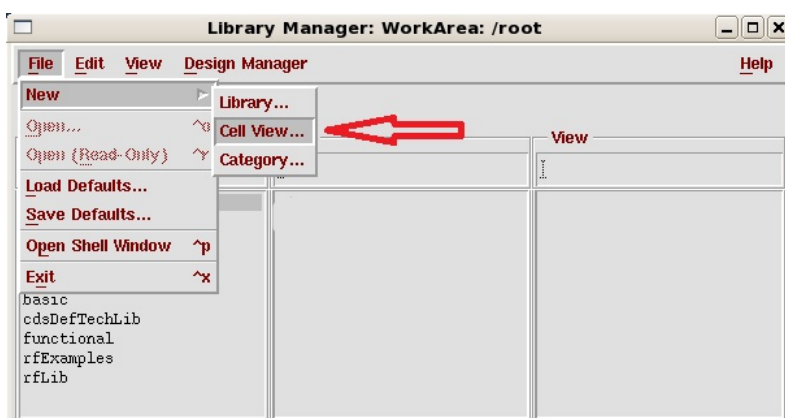 Library Manager: WorkArea: /root
File Edit View Design Manager Help
New
Library...
Open... ^o
Cell View...
View
Open (Read-Only) ^r
Category...
Load Defaults...
Save Defaults...
Open Shell Window ^p
Exit ^x
basic
cdsDefTechLib
functional
rfExamples
rfLib